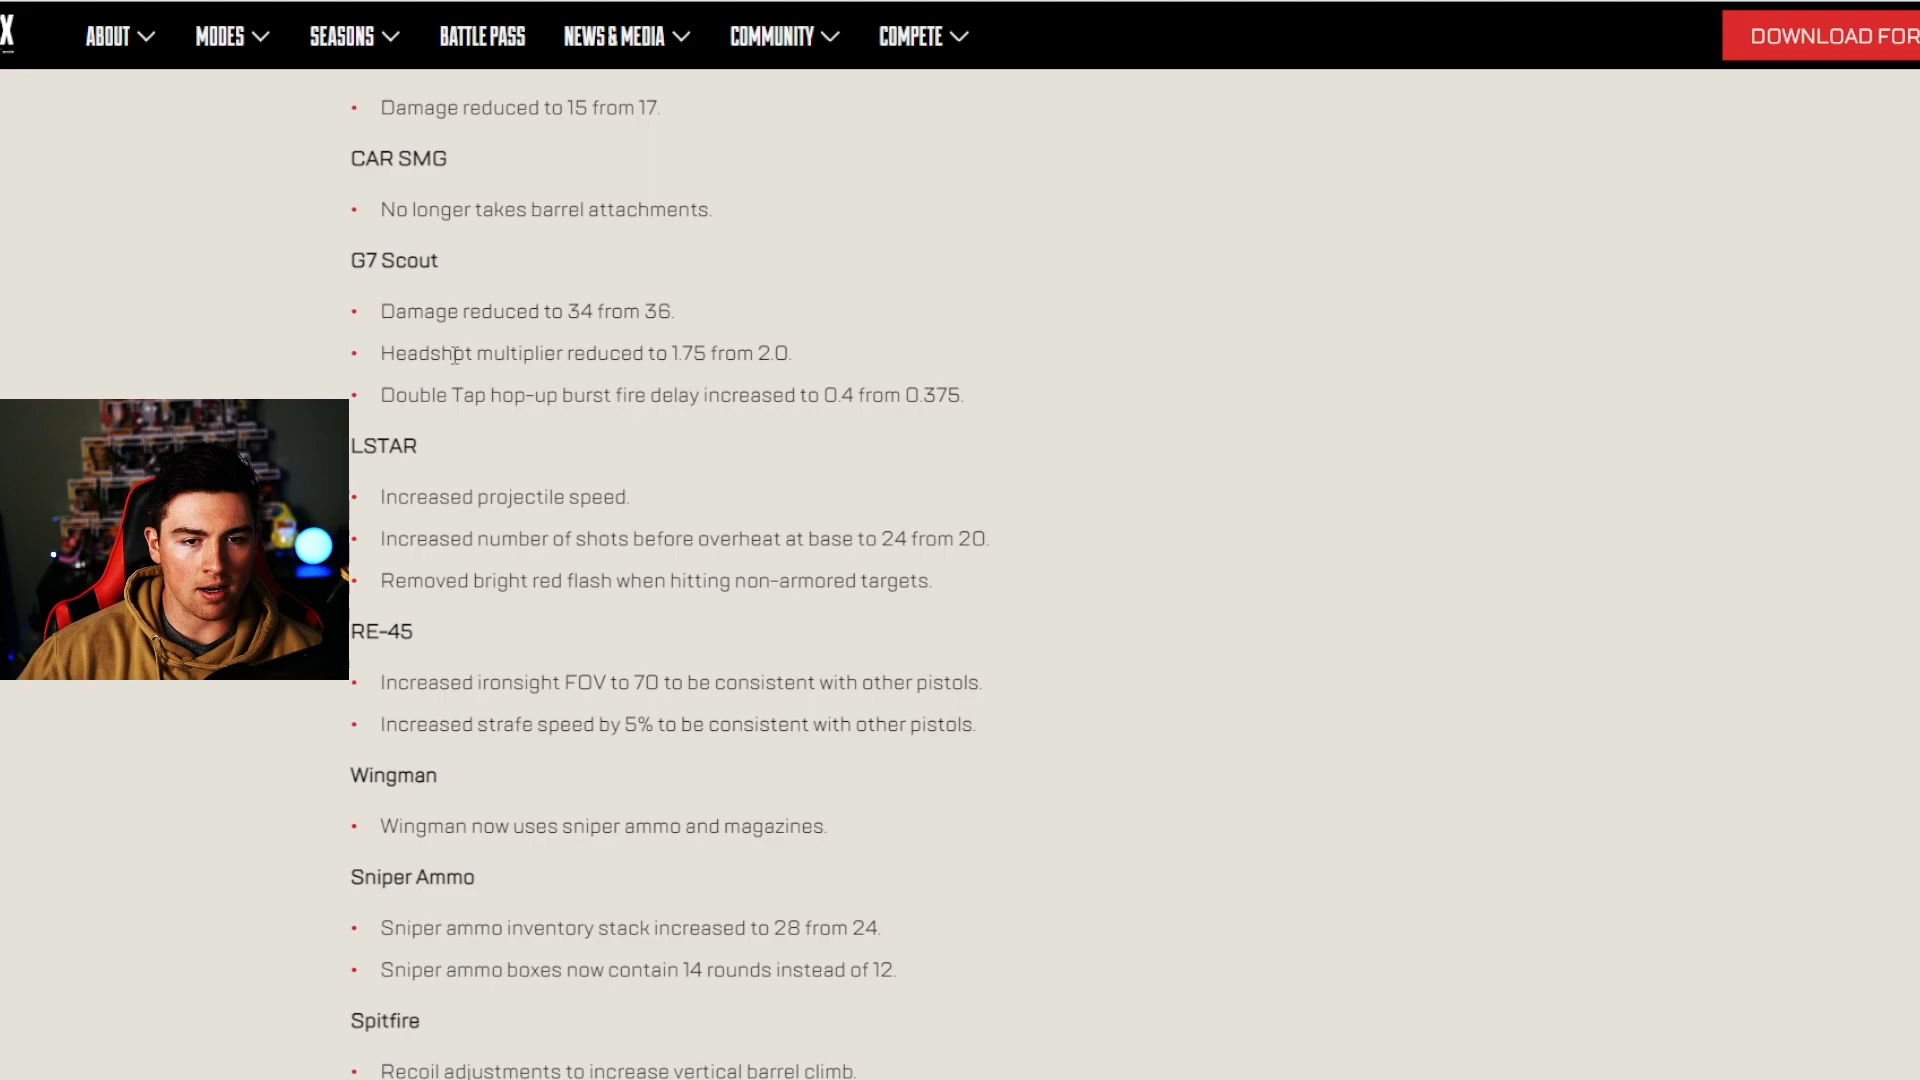 X
ABOUT MODES SEASONS BATTLE PASS NEWS & MEDIA COMMUNITY COMPETE DOWNLOAD FOR
• Damage reduced to 15 from 17.
CAR SMG
• No longer takes barrel attachments.
G7 Scout
• Damage reduced to 34 from 36.
• Headshot multiplier reduced to 1.75 from 2.0.
• Double Tap hop-up burst fire delay increased to 0.4 from 0.375.
LSTAR
• Increased projectile speed.
• Increased number of shots before overheat at base to 24 from 20.
• Removed bright red flash when hitting non-armored targets.
RE-45
• Increased ironsight FOV to 70 to be consistent with other pistols.
• Increased strafe speed by 5% to be consistent with other pistols.
Wingman
• Wingman now uses sniper ammo and magazines.
Sniper Ammo
• Sniper ammo inventory stack increased to 28 from 24.
• Sniper ammo boxes now contain 14 rounds instead of 12.
Spitfire
• Recoil adjustments to increase vertical barrel climb.